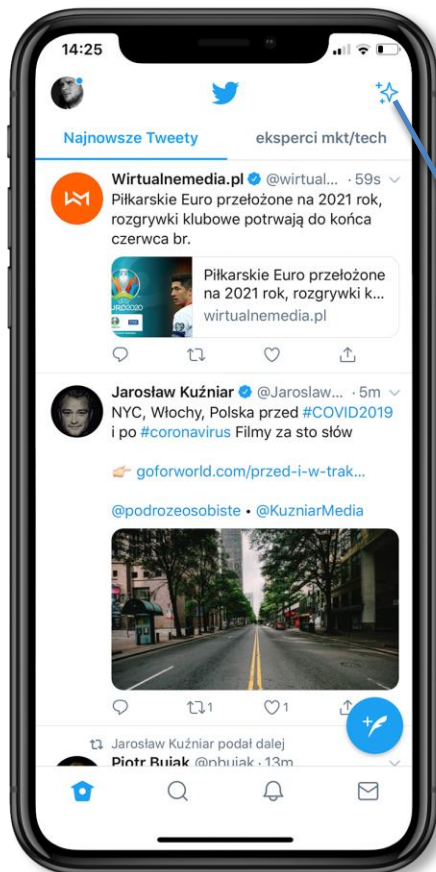 14:25
Najnowsze Tweety
eksperci mkt/tech
Wirtualnemedia.pl @wirtual... · 59s
Piłkarskie Euro przełożone na 2021 rok,
rozgrywki klubowe potrwają do końca
czerwca br.
EURO2020
Piłkarskie Euro przełożone
na 2021 rok, rozgrywki k...
wirtualnemedia.pl
Jarosław Kuźniar @Jaroslaw... · 5m
NYC, Włochy, Polska przed #COVID2019
i po #coronavirus Filmy za sto słów
goforworld.com/przed-i-w-trak...
@podrozeosobiste • @KuzniarMedia
1
1
Jarosław Kuźniar podał dalej
Piotr Bujak @pbujak · 13m